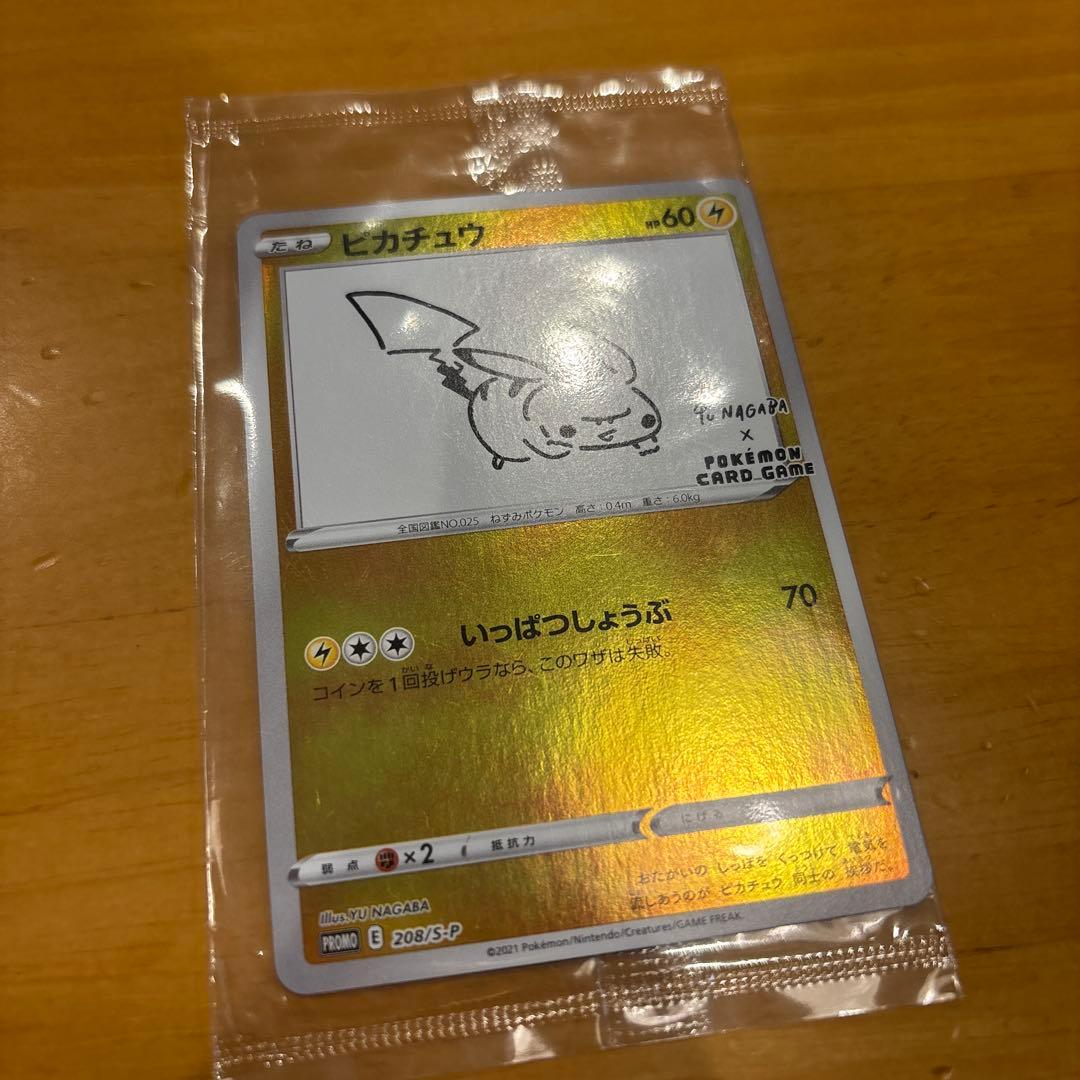 たね ピカチュウ HP60
YU NAGABA
×
POKÉMON
CARD GAME
全国図鑑NO.025 ねずみポケモン 高さ:0.4m 重さ:6.0kg
いっぱつしょうぶ 70
コインを1回投げウラなら、このワザは失敗。
弱点 ×2 抵抗力 にげる
おたがいの しっぽを くっつけて 電気を
流しあうのが ピカチュウ 同士の 挨拶だ。
Illus.YU NAGABA
PROMO E 208/S-P
©2021 Pokémon/Nintendo/Creatures/GAME FREAK.